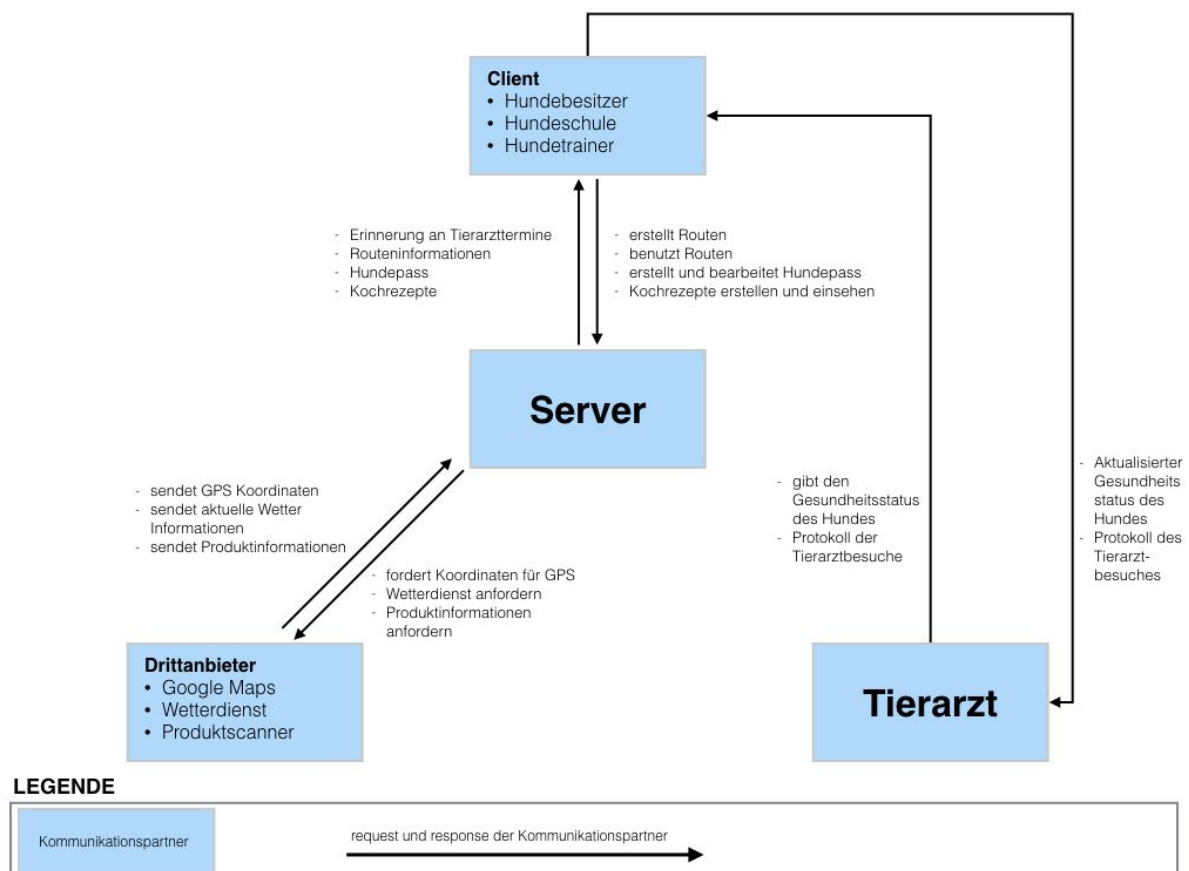 Client
• Hundebesitzer
• Hundeschule
• Hundetrainer
- Erinnerung an Tierarzttermine
- Routeninformationen
- Hundepass
- Kochrezepte
- erstellt Routen
- benutzt Routen
- erstellt und bearbeitet Hundepass
- Kochrezepte erstellen und einsehen
Server
- sendet GPS Koordinaten
- sendet aktuelle Wetter
Informationen
- sendet Produktinformationen
- fordert Koordinaten für GPS
- Wetterdienst anfordern
- Produktinformationen
anfordern
- gibt den
Gesundheitsstatus
des Hundes
- Protokoll der
Tierarztbesuche
- Aktualisierter
Gesundheits
status des
Hundes
- Protokoll des
Tierarzt-
besuches
Drittanbieter
• Google Maps
• Wetterdienst
• Produktscanner
Tierarzt
LEGENDE
Kommunikationspartner
request und response der Kommunikationspartner